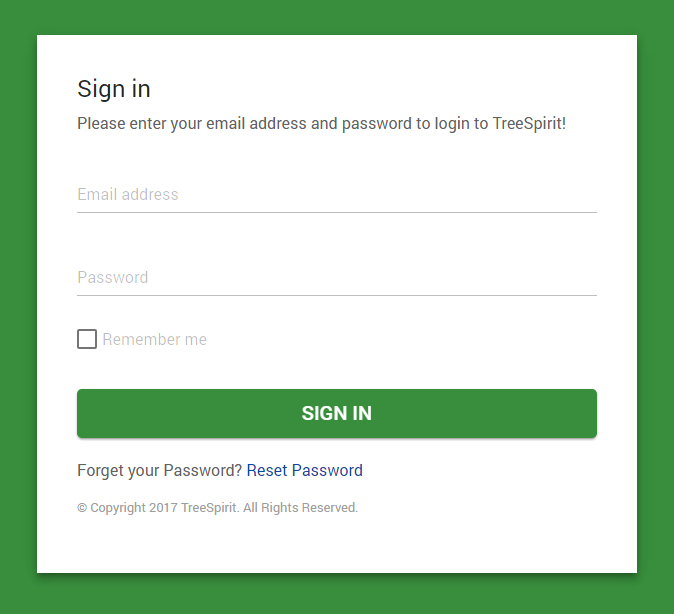 Sign in
Please enter your email address and password to login to TreeSpirit!
Email address
Password
Remember me
SIGN IN
Forget your Password? Reset Password
© Copyright 2017 TreeSpirit. All Rights Reserved.